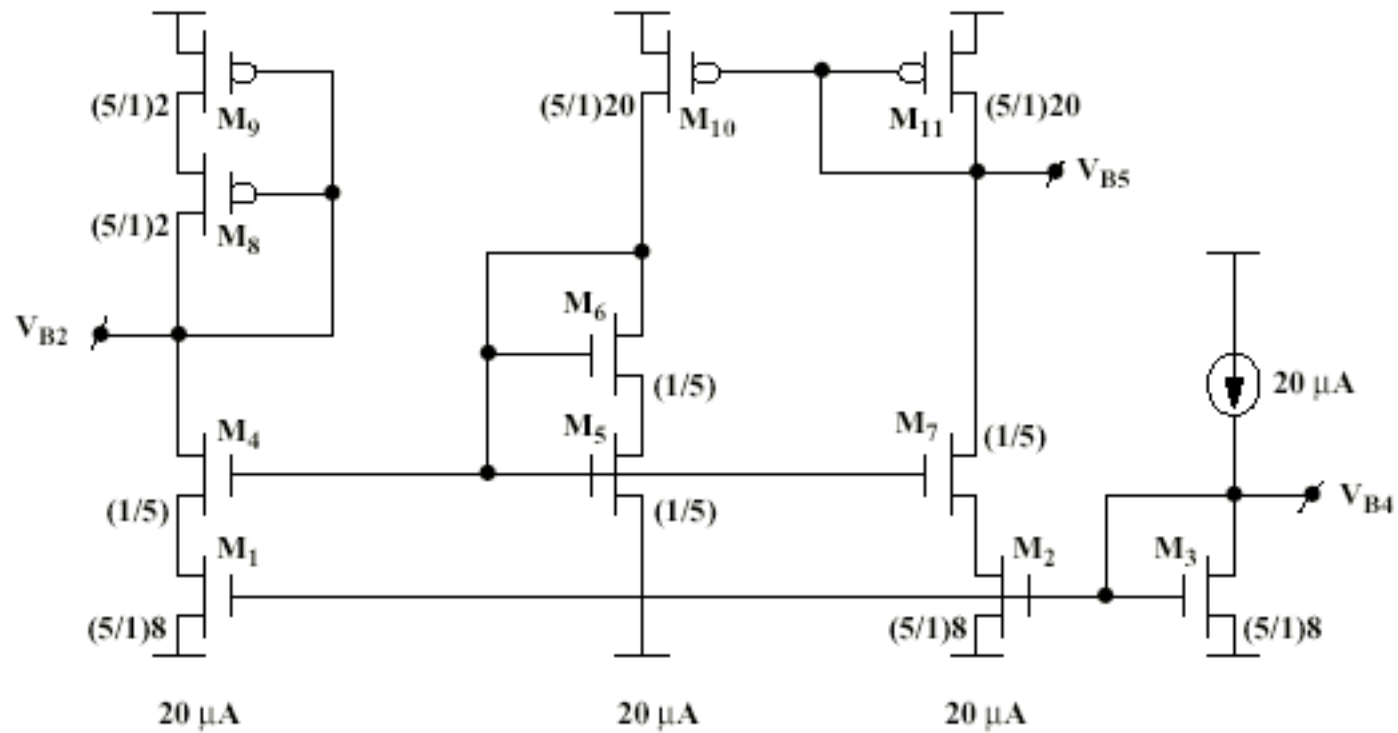 (5/1)2
M9
(5/1)20
M10
M11
(5/1)20
VB5
(5/1)2
M8
VB2
M6
(1/5)
20 μA
M4
M5
M7
(1/5)
VB4
(1/5)
(1/5)
M1
M2
M3
(5/1)8
(5/1)8
(5/1)8
20 μA
20 μA
20 μA